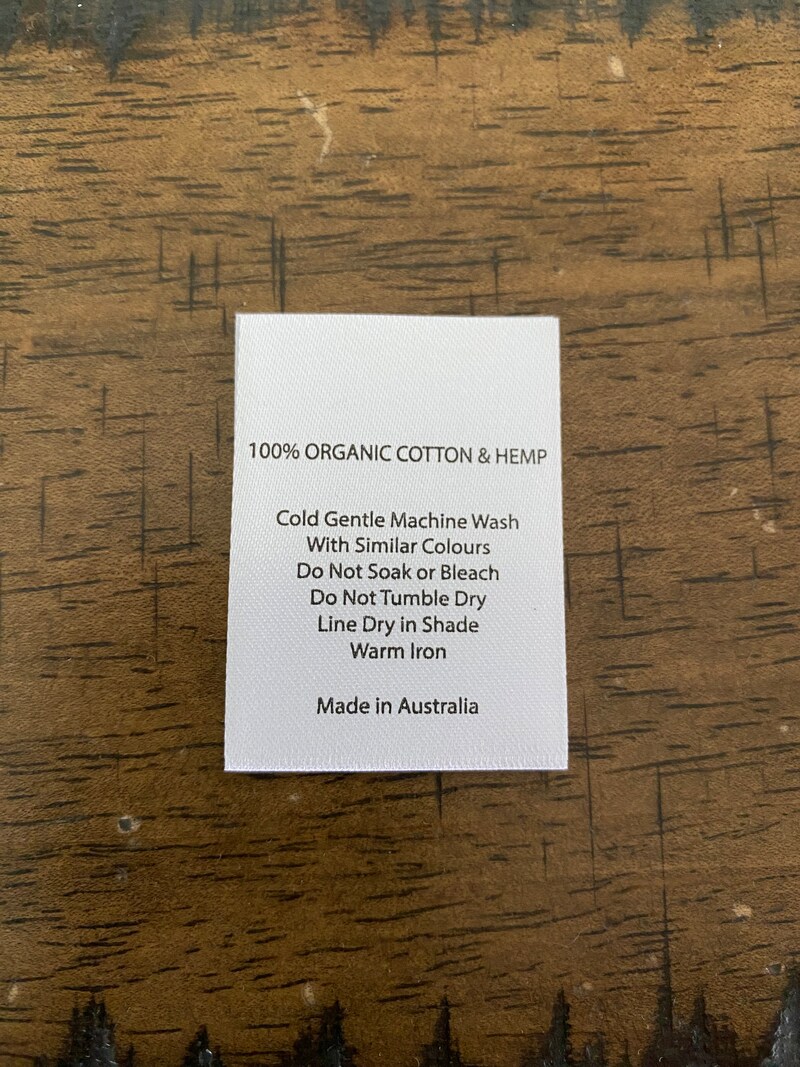 100% ORGANIC COTTON & HEMP
Cold Gentle Machine Wash
With Similar Colours
Do Not Soak or Bleach
Do Not Tumble Dry
Line Dry in Shade
Warm Iron
Made in Australia